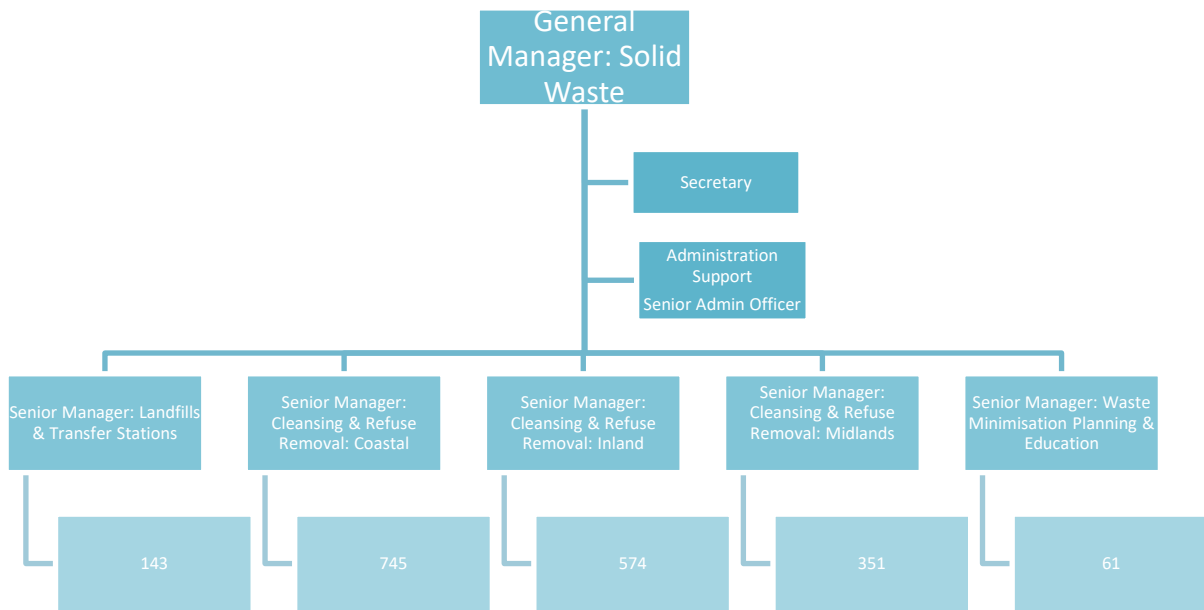 General
Manager: Solid
Waste
Secretary
Administration
Support
Senior Admin Officer
Senior Manager: Landfills
& Transfer Stations
Senior Manager:
Cleansing & Refuse
Removal: Coastal
Senior Manager:
Cleansing & Refuse
Removal: Inland
Senior Manager:
Cleansing & Refuse
Removal: Midlands
Senior Manager: Waste
Minimisation Planning &
Education
143
745
574
351
61